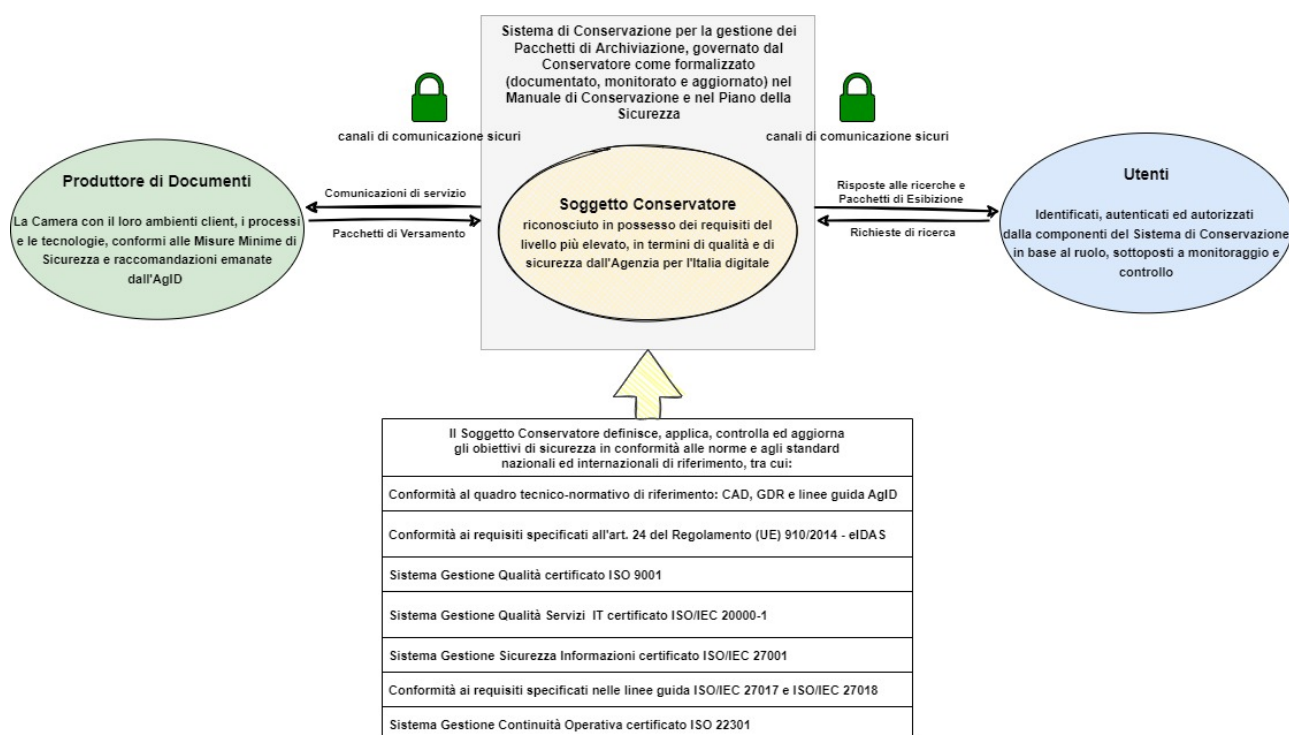 Sistema di Conservazione per la gestione dei
Pacchetti di Archiviazione, governato dal
Conservatore come formalizzato
(documentato, monitorato e aggiornato) nel
Manuale di Conservazione e nel Piano della
Sicurezza
canali di comunicazione sicuri
canali di comunicazione sicuri
Produttore di Documenti
La Camera con il loro ambienti client, i processi
e le tecnologie, conformi alle Misure Minime di
Sicurezza e raccomandazioni emanate
dall'AgID
Comunicazioni di servizio
Pacchetti di Versamento
Soggetto Conservatore
riconosciuto in possesso dei requisiti del
livello più elevato, in termini di qualità e di
sicurezza dall'Agenzia per l'Italia digitale
Risposte alle ricerche e
Pacchetti di Esibizione
Richieste di ricerca
Utenti
Identificati, autenticati ed autorizzati
dalla componenti del Sistema di Conservazione
in base al ruolo, sottoposti a monitoraggio e
controllo
Il Soggetto Conservatore definisce, applica, controlla ed aggiorna
gli obiettivi di sicurezza in conformità alle norme e agli standard
nazionali ed internazionali di riferimento, tra cui:
Conformità al quadro tecnico-normativo di riferimento: CAD, GDR e linee guida AgID
Conformità ai requisiti specificati all'art. 24 del Regolamento (UE) 910/2014 - eIDAS
Sistema Gestione Qualità certificato ISO 9001
Sistema Gestione Qualità Servizi IT certificato ISO/IEC 20000-1
Sistema Gestione Sicurezza Informazioni certificato ISO/IEC 27001
Conformità ai requisiti specificati nelle linee guida ISO/IEC 27017 e ISO/IEC 27018
Sistema Gestione Continuità Operativa certificato ISO 22301